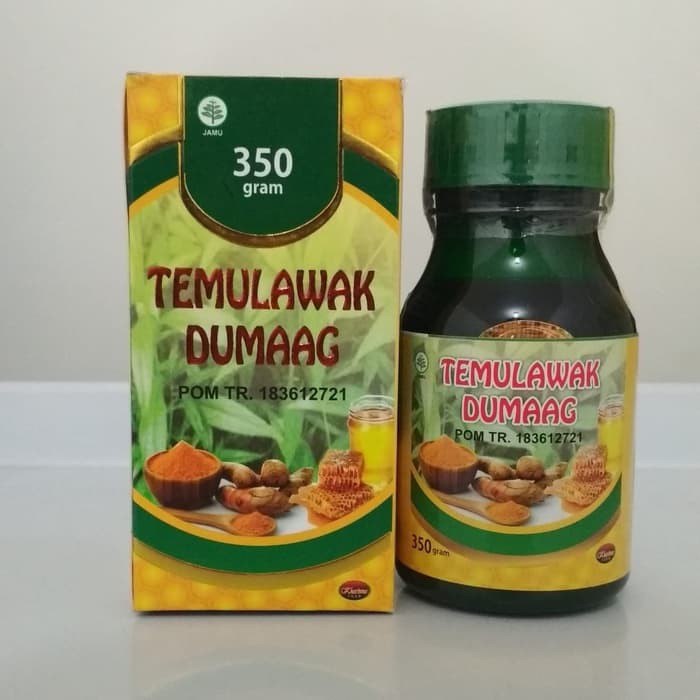 JAMU
350
gram
TEMULAWAK
DUMAAG
POM TR. 183612721
TEMULAWAK
DUMAAG
POM TR. 183612721
350 gram